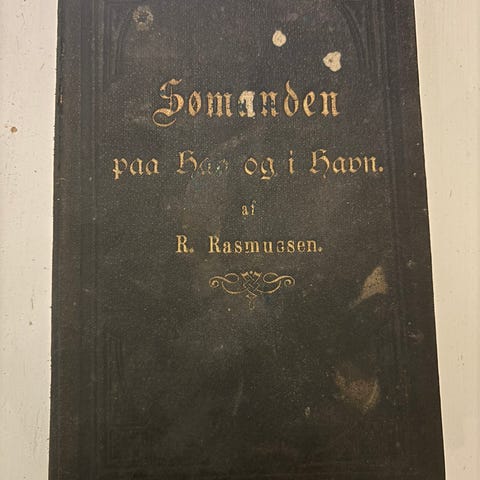 Sømanden
paa Hav og i Havn.
af
R. Rasmussen.